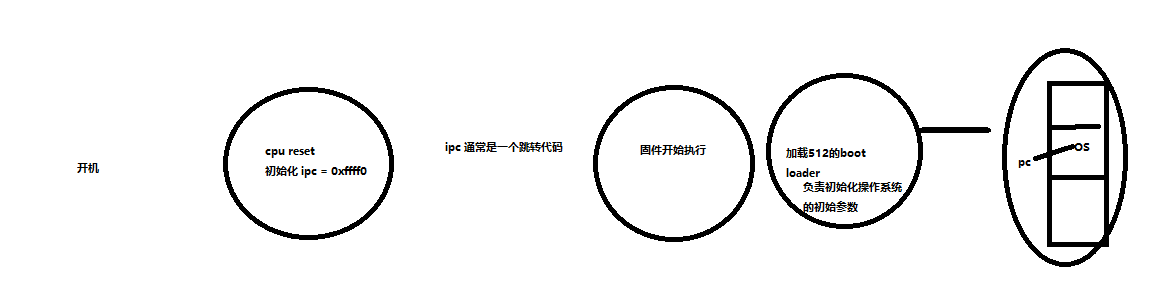 开机
cpu reset
初始化 ipc = 0xffff0
ipc 通常是一个跳转代码
固件开始执行
加载512的boot
loader
负责初始化操作系统
的初始参数
pc
OS